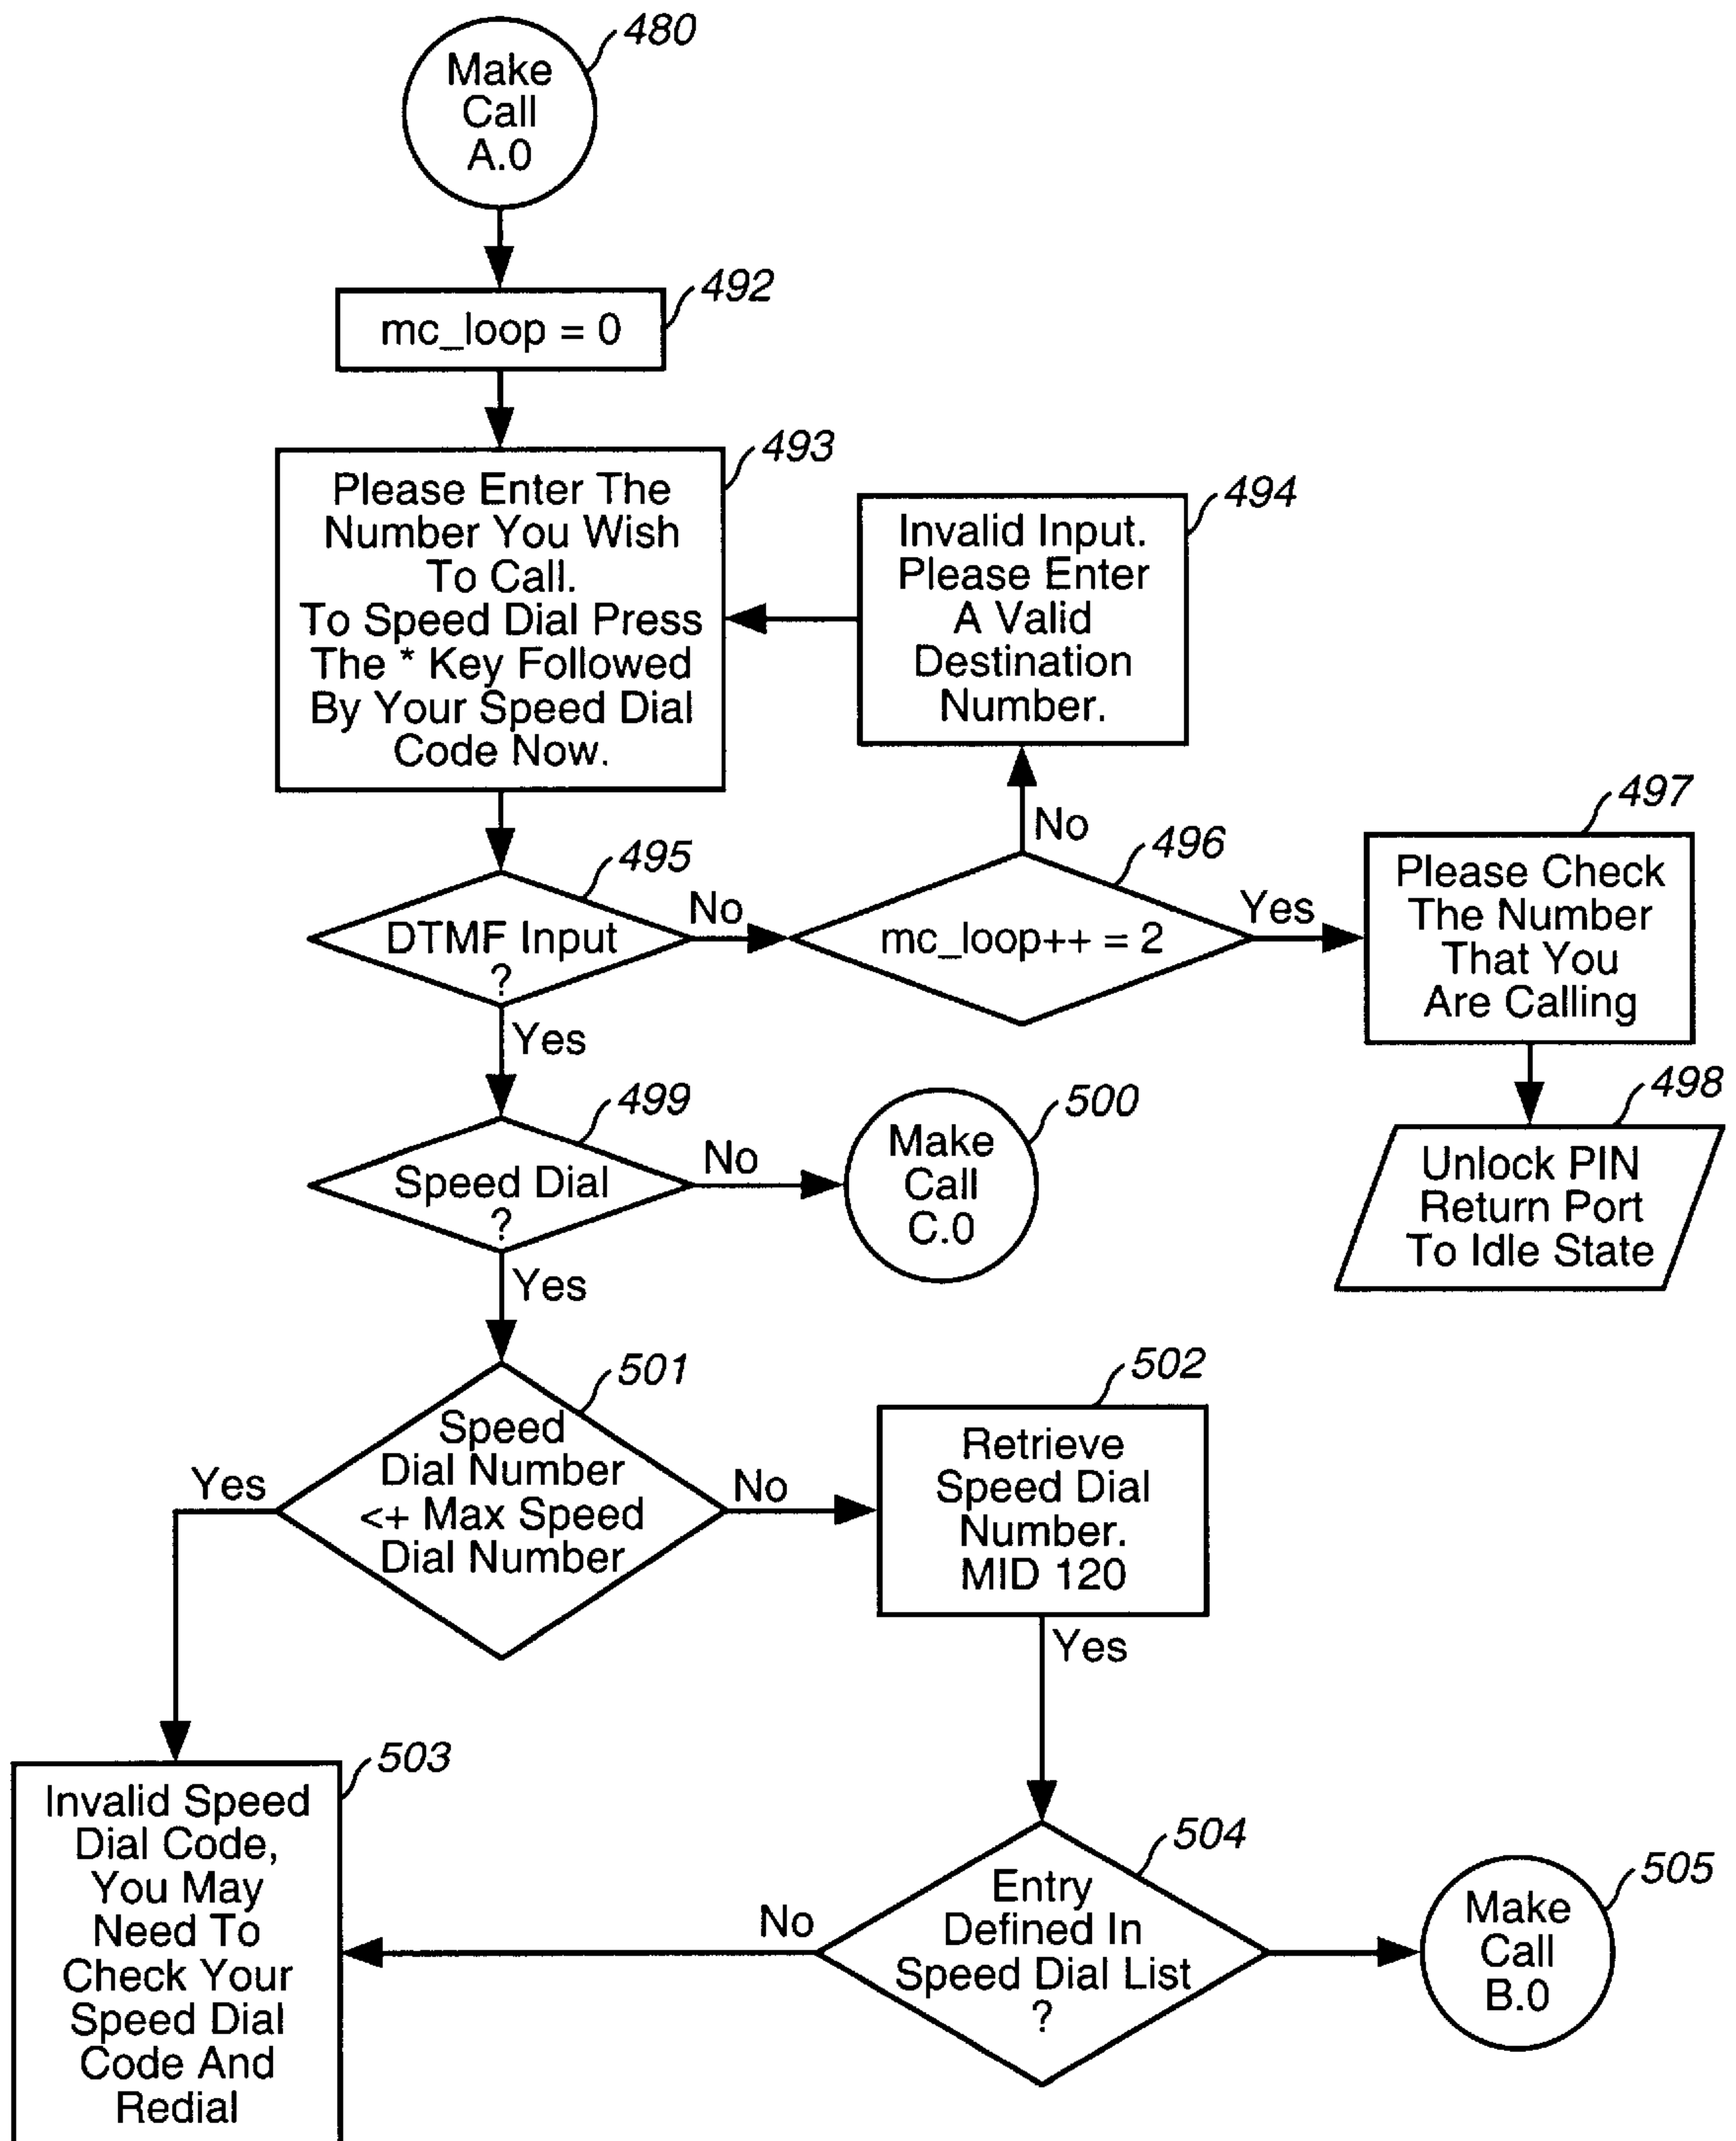 480
Make
Call
A.0
492
mc_loop = 0
493
Please Enter The
Number You Wish
To Call.
To Speed Dial Press
The * Key Followed
By Your Speed Dial
Code Now.
494
Invalid Input.
Please Enter
A Valid
Destination
Number.
495
DTMF Input
?
No
Yes
496
mc_loop++ = 2
No
Yes
497
Please Check
The Number
That You
Are Calling
498
Unlock PIN
Return Port
To Idle State
499
Speed Dial
?
No
Yes
500
Make
Call
C.0
501
Speed
Dial Number
<+ Max Speed
Dial Number
Yes
No
502
Retrieve
Speed Dial
Number.
MID 120
Yes
503
Invalid Speed
Dial Code,
You May
Need To
Check Your
Speed Dial
Code And
Redial
504
Entry
Defined In
Speed Dial List
?
No
505
Make
Call
B.0